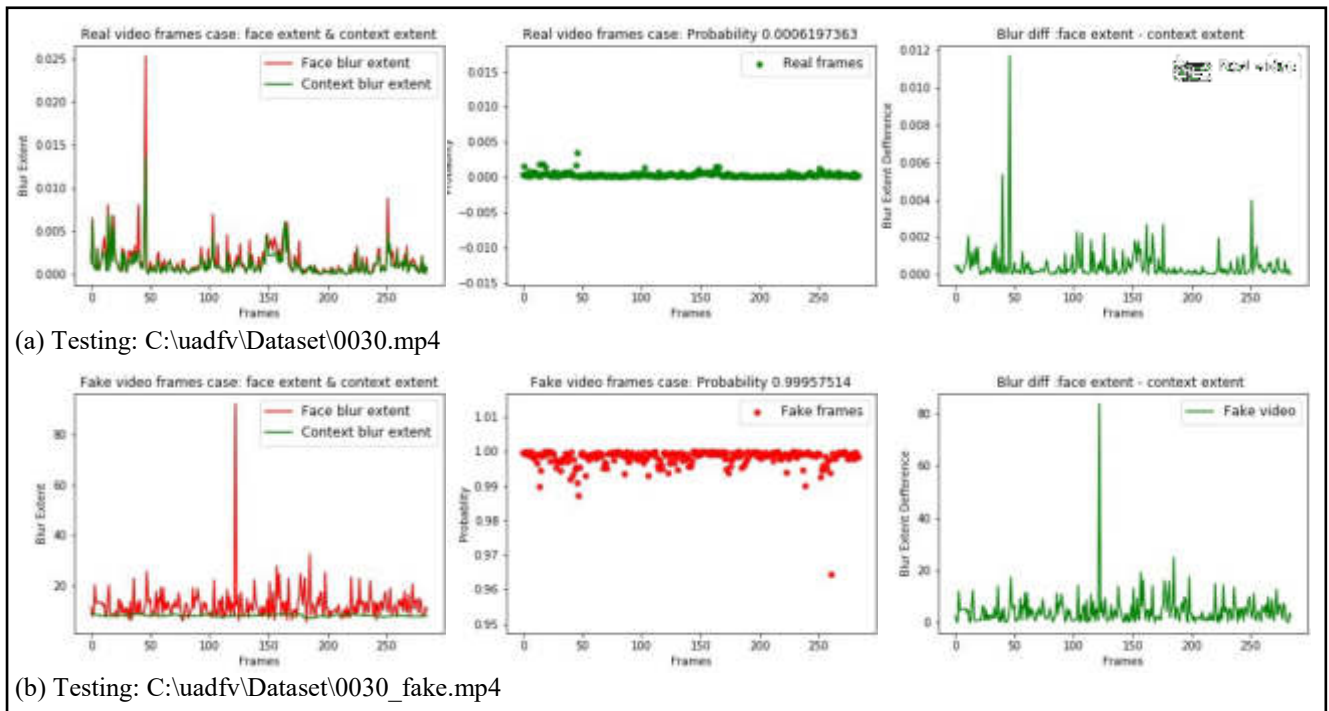 Real video frames case: face extent & context extent
Face blur extent
Context blur extent
0.025
0.020
0.015
0.010
0.005
0.000
Blur Extent
0 50 100 150 200 250
Frames
Real video frames case: Probability 0.0006197363
Real frames
0.015
0.010
0.005
0.000
−0.005
−0.010
−0.015
0 50 100 150 200 250
Frames
Blur diff :face extent - context extent
0.012
0.010
0.008
0.006
0.004
0.002
0.000
Blur Extent Defference
0 50 100 150 200 250
Frames
(a) Testing: C:\uadfv\Dataset\0030.mp4
Fake video frames case: face extent & context extent
Face blur extent
Context blur extent
80
60
40
20
Blur Extent
0 50 100 150 200 250
Frames
Fake video frames case: Probability 0.99957514
Fake frames
1.01
1.00
0.99
0.98
0.97
0.96
0.95
Probablity
0 50 100 150 200 250
Frames
Blur diff :face extent - context extent
Fake video
80
60
40
20
0
Blur Extent Defference
0 50 100 150 200 250
Frames
(b) Testing: C:\uadfv\Dataset\0030_fake.mp4